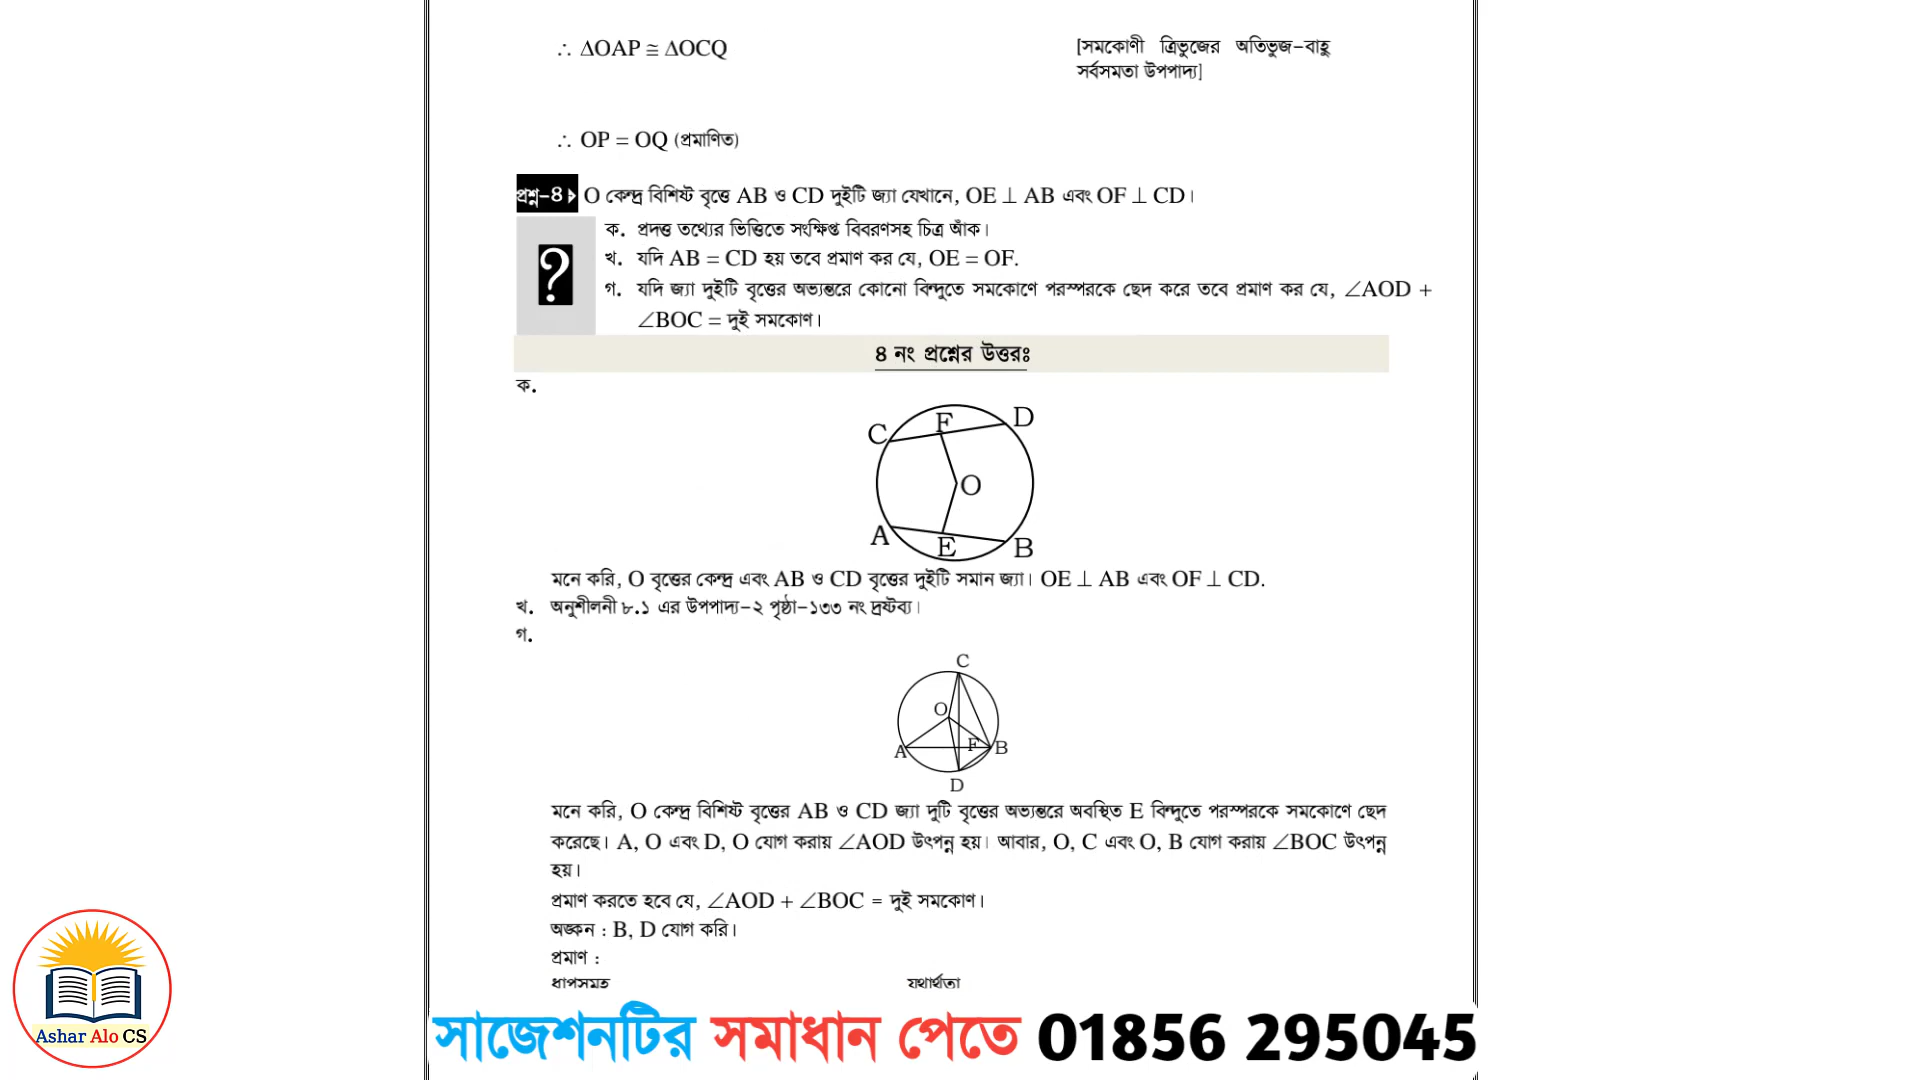 ∴ ΔOAP ≅ ΔOCQ
[সমকোণী ত্রিভুজের অতিভুজ-বাহু
সর্বসমতা উপপাদ্য]
∴ OP = OQ (প্রমাণিত)
প্রশ্ন-৪ O কেন্দ্র বিশিষ্ট বৃত্তে AB ও CD দুইটি জ্যা যেখানে, OE ⊥ AB এবং OF ⊥ CD।
ক. প্রদত্ত তথ্যের ভিত্তিতে সংক্ষিপ্ত বিবরণসহ চিত্র আঁক।
?
খ. যদি AB = CD হয় তবে প্রমাণ কর যে, OE = OF.
গ. যদি জ্যা দুইটি বৃত্তের অভ্যন্তরে কোনো বিন্দুতে সমকোণে পরস্পরকে ছেদ করে তবে প্রমাণ কর যে, ∠AOD +
∠BOC = দুই সমকোণ।
৪ নং প্রশ্নের উত্তরঃ
ক.
C F D
O
A E B
মনে করি, O বৃত্তের কেন্দ্র এবং AB ও CD বৃত্তের দুইটি সমান জ্যা। OE ⊥ AB এবং OF ⊥ CD.
খ. অনুশীলনী ৮.১ এর উপপাদ্য-২ পৃষ্ঠা-১৩৩ নং দ্রষ্টব্য।
গ.
C
O
A F B
D
মনে করি, O কেন্দ্র বিশিষ্ট বৃত্তের AB ও CD জ্যা দুটি বৃত্তের অভ্যন্তরে অবস্থিত E বিন্দুতে পরস্পরকে সমকোণে ছেদ
করেছে। A, O এবং D, O যোগ করায় ∠AOD উৎপন্ন হয়। আবার, O, C এবং O, B যোগ করায় ∠BOC উৎপন্ন
হয়।
প্রমাণ করতে হবে যে, ∠AOD + ∠BOC = দুই সমকোণ।
অঙ্কন : B, D যোগ করি।
প্রমাণ :
ধাপসমূহ যথার্থতা
Ashar Alo CS
সাজেশনটির সমাধান পেতে 01856 295045